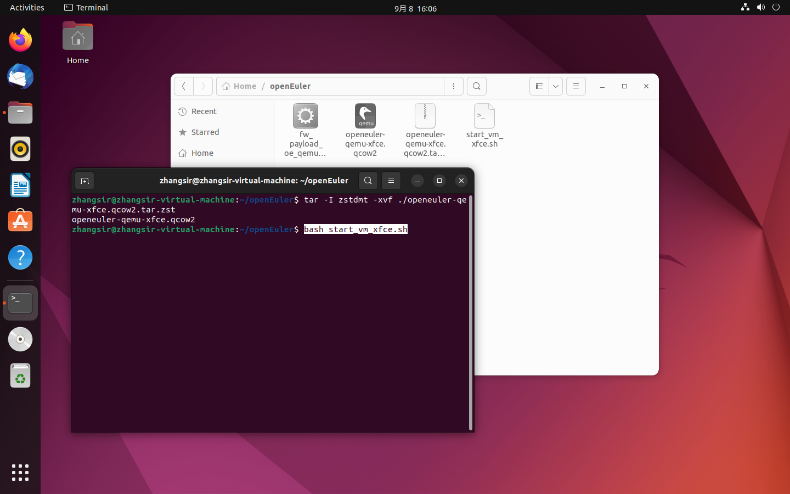 Activities
Terminal
9月 8 16:06
Home
Home / openEuler
Recent
Starred
Home
fw_
payload_
oe_qemu...
qemu
openeuler-
qemu-xfce.
qcow2
openeuler-
qemu-xfce.
qcow2.ta...
start_vm_
xfce.sh
zhangsir@zhangsir-virtual-machine: ~/openEuler
zhangsir@zhangsir-virtual-machine:~/openEuler$ tar -I zstdmt -xvf ./openeuler-qe
mu-xfce.qcow2.tar.zst
openeuler-qemu-xfce.qcow2
zhangsir@zhangsir-virtual-machine:~/openEuler$ bash start_vm_xfce.sh